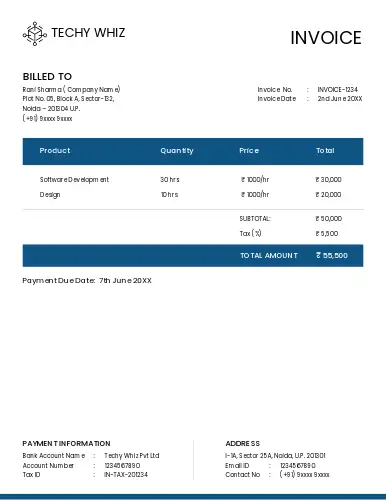 TECHY WHIZ
INVOICE
BILLED TO
Rani Sharma ( Company Name)
Plot No. 05, Block A, Sector-132,
Noida – 201304 U.P.
(+91) 9xxxx 9xxxx
Invoice No. : INVOICE-1234
Invoice Date : 2nd June 20XX
Product Quantity Price Total
Software Development 30 hrs ₹ 1000/hr ₹ 30,000
Design 10 hrs ₹ 1000/hr ₹ 20,000
SUBTOTAL: ₹ 50,000
Tax (%) ₹ 5,500
TOTAL AMOUNT ₹ 55,500
Payment Due Date: 7th June 20XX
PAYMENT INFORMATION
Bank Account Name : Techy Whiz Pvt Ltd
Account Number : 1234567890
Tax ID : IN-TAX-201234
ADDRESS
I-1A, Sector 25A, Noida, U.P. 201301
Email ID : 1234567890
Contact No : (+91) 9xxxx 9xxxx